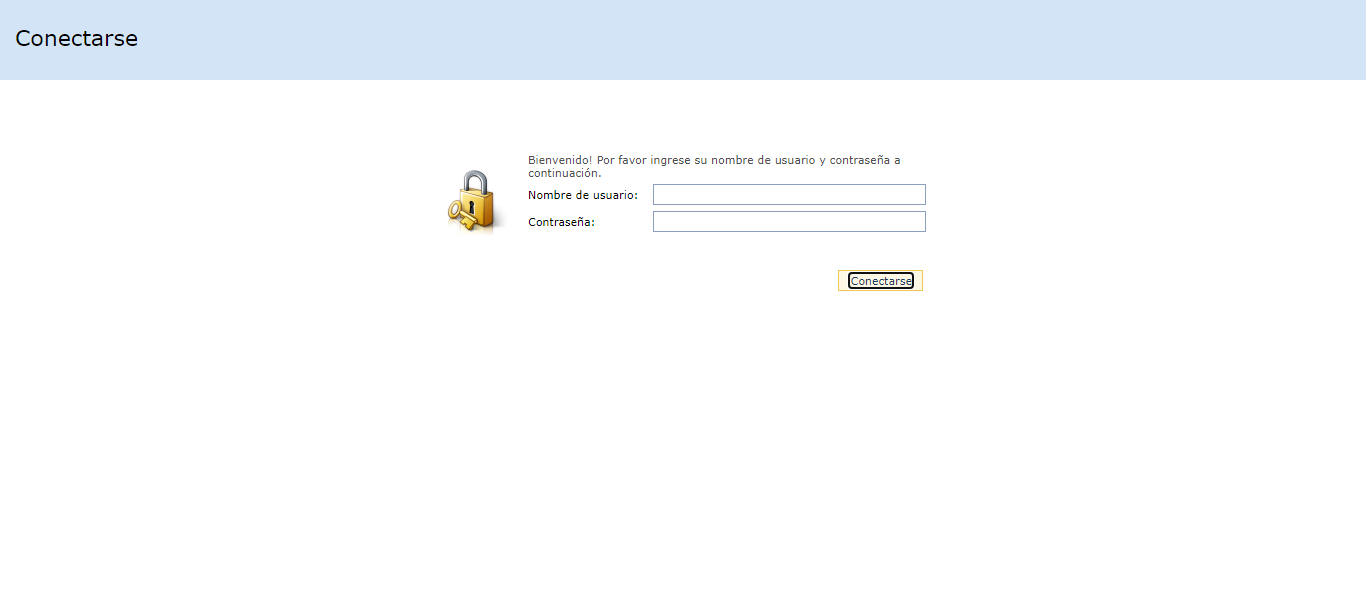 Conectarse
Bienvenido! Por favor ingrese su nombre de usuario y contraseña a
continuación.
Nombre de usuario:
Contraseña:
Conectarse